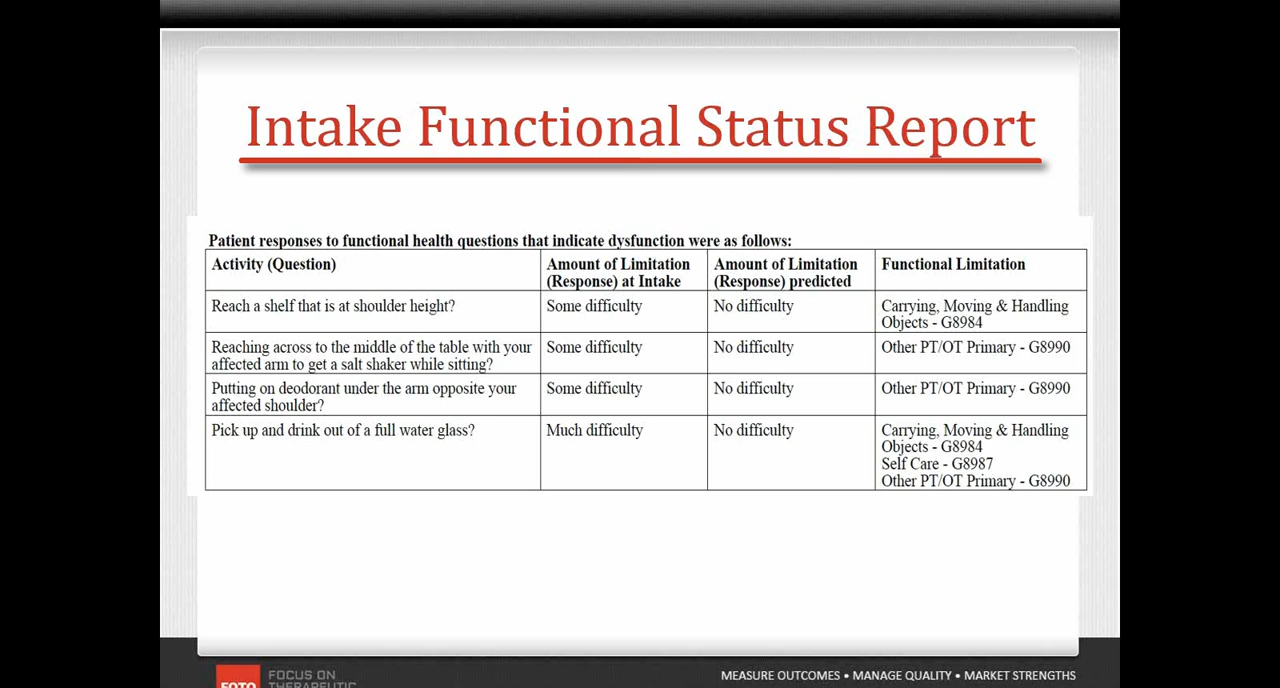 Intake Functional Status Report
Patient responses to functional health questions that indicate dysfunction were as follows:
Activity (Question)
Amount of Limitation
(Response) at Intake
Amount of Limitation
(Response) predicted
Functional Limitation
Reach a shelf that is at shoulder height?
Some difficulty
No difficulty
Carrying, Moving & Handling
Objects - G8984
Reaching across to the middle of the table with your
affected arm to get a salt shaker while sitting?
Some difficulty
No difficulty
Other PT/OT Primary - G8990
Putting on deodorant under the arm opposite your
affected shoulder?
Some difficulty
No difficulty
Other PT/OT Primary - G8990
Pick up and drink out of a full water glass?
Much difficulty
No difficulty
Carrying, Moving & Handling
Objects - G8984
Self Care - G8987
Other PT/OT Primary - G8990
FOTO
FOCUS ON
THERAPEUTIC
MEASURE OUTCOMES • MANAGE QUALITY • MARKET STRENGTHS